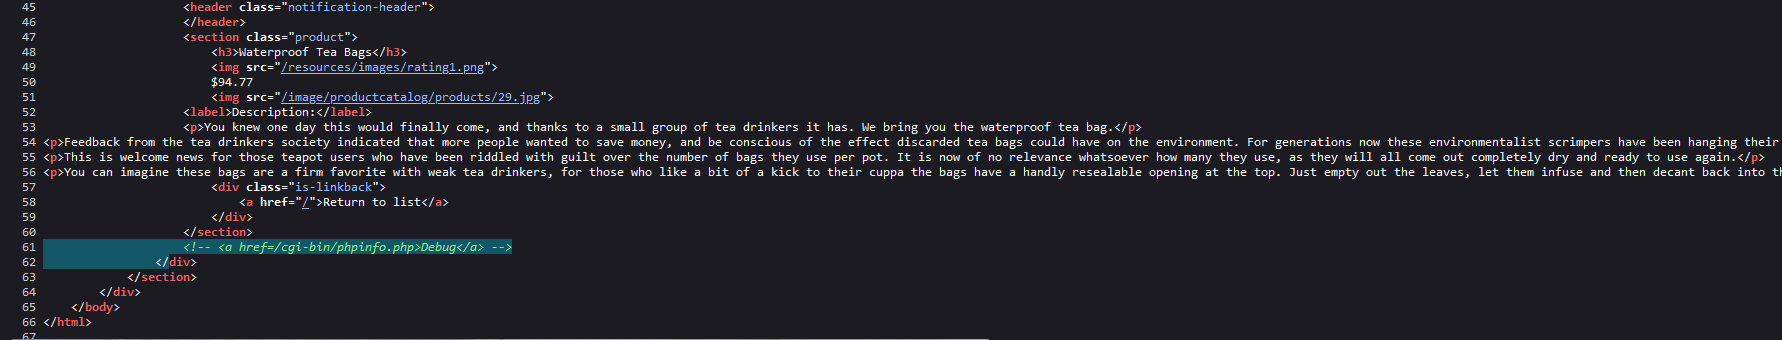 45 <header class="notification-header">
46 </header>
47 <section class="product">
48 <h3>Waterproof Tea Bags</h3>
49 <img src="/resources/images/rating1.png">
50 $94.77
51 <img src="/image/productcatalog/products/29.jpg">
52 <label>Description:</label>
53 <p>You knew one day this would finally come, and thanks to a small group of tea drinkers it has. We bring you the waterproof tea bag.</p>
54 <p>Feedback from the tea drinkers society indicated that more people wanted to save money, and be conscious of the effect discarded tea bags could have on the environment. For generations now these environmentalist scrimpers have been hanging their
55 <p>This is welcome news for those teapot users who have been riddled with guilt over the number of bags they use per pot. It is now of no relevance whatsoever how many they use, as they will all come out completely dry and ready to use again.</p>
56 <p>You can imagine these bags are a firm favorite with weak tea drinkers, for those who like a bit of a kick to their cuppa the bags have a handly resealable opening at the top. Just empty out the leaves, let them infuse and then decant back into
57 <div class="is-linkback">
58 <a href="/">Return to list</a>
59 </div>
60 </section>
61 <!-- <a href=/cgi-bin/phpinfo.php>Debug</a> -->
62 </div>
63 </section>
64 </div>
65 </body>
66 </html>
67